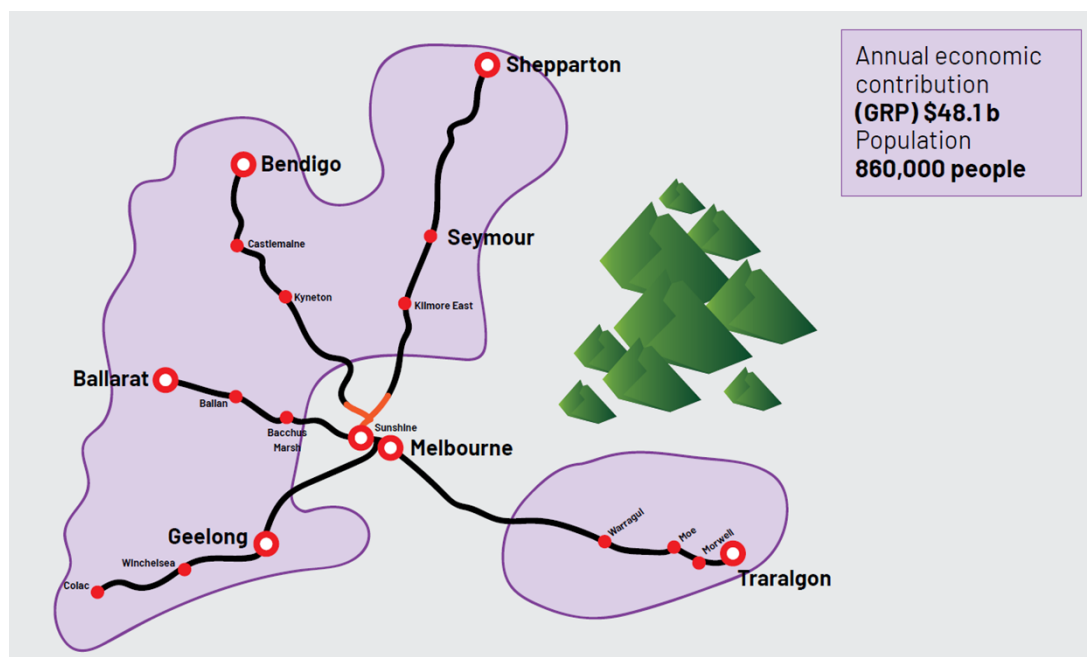 Shepparton
Annual economic
contribution
(GRP) $48.1 b
Population
860,000 people
Bendigo
Castlemaine
Seymour
Kyneton
Kilmore East
Ballarat
Ballan
Bacchus
Marsh
Sunshine
Melbourne
Geelong
Winchelsea
Colac
Warragul
Moe
Morwell
Traralgon